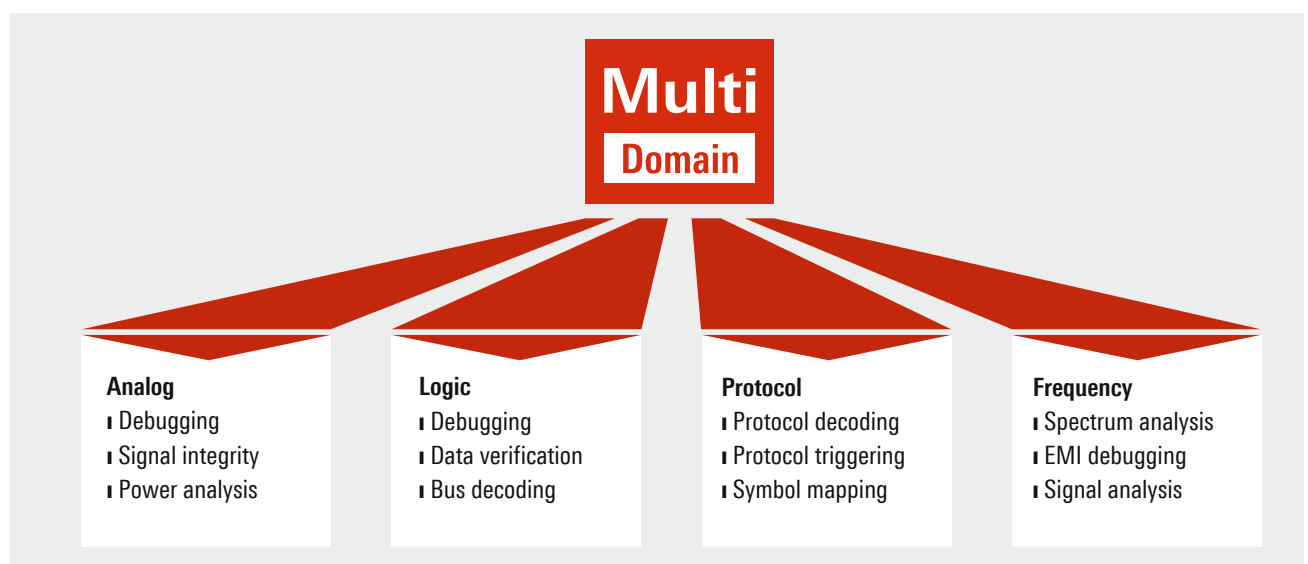 Multi
Domain
Analog
Debugging
Signal integrity
Power analysis
Logic
Debugging
Data verification
Bus decoding
Protocol
Protocol decoding
Protocol triggering
Symbol mapping
Frequency
Spectrum analysis
EMI debugging
Signal analysis